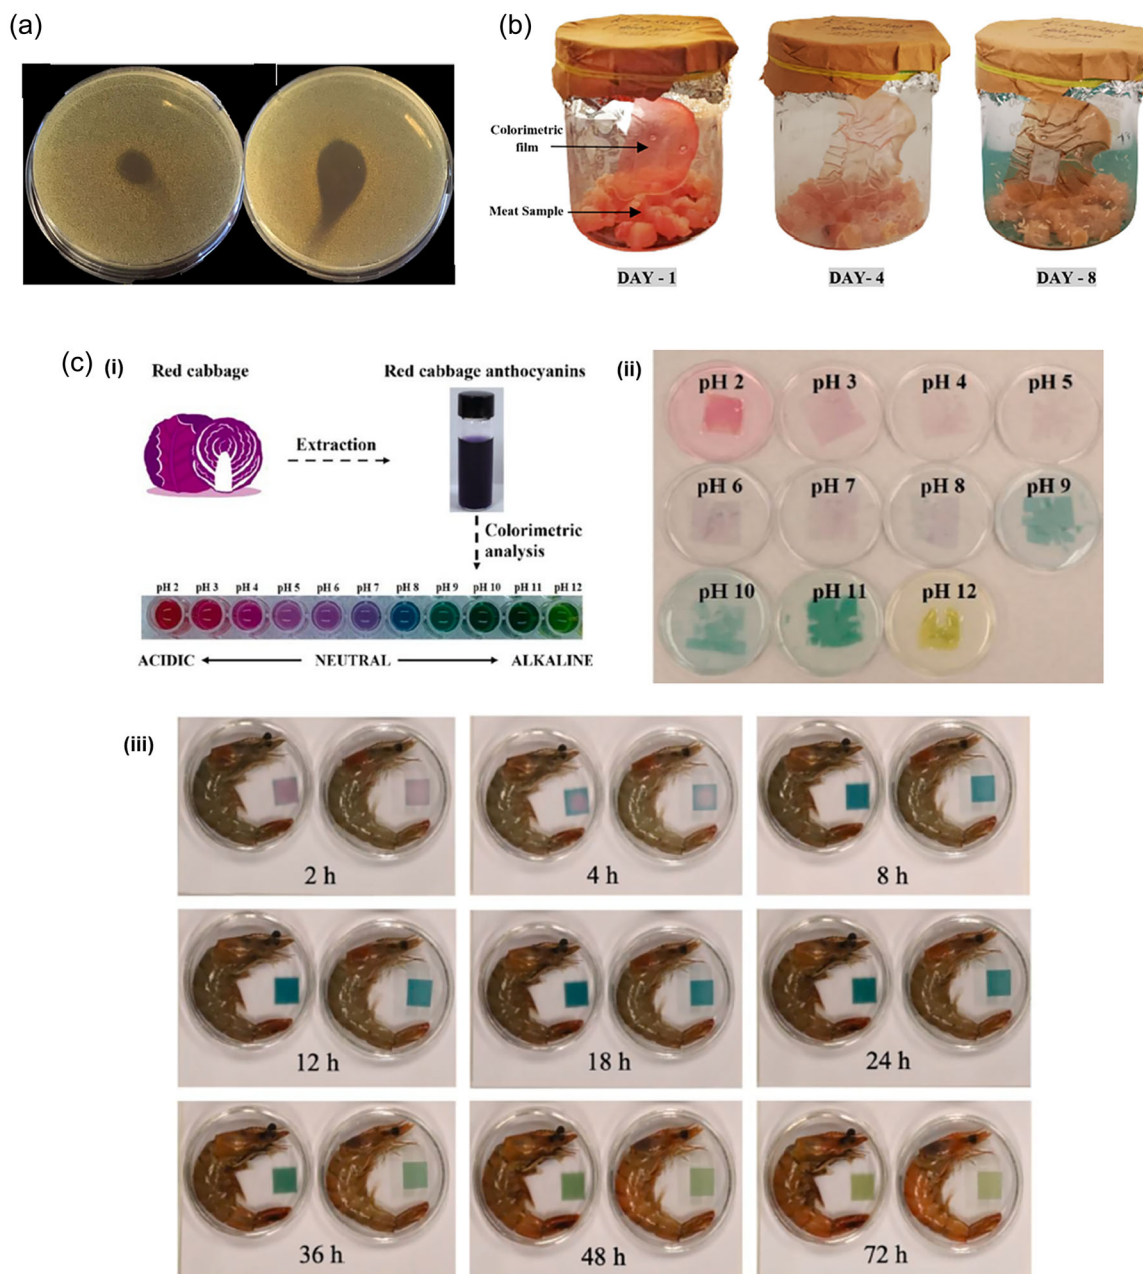 (a)
(b)
Colorimetric
film
Meat Sample
DAY - 1
DAY- 4
DAY - 8
(c) (i)
Red cabbage
Extraction
Red cabbage anthocyanins
Colorimetric
analysis
pH 2 pH 3 pH 4 pH 5 pH 6 pH 7 pH 8 pH 9 pH 10 pH 11 pH 12
ACIDIC NEUTRAL ALKALINE
(ii)
pH 2 pH 3 pH 4 pH 5
pH 6 pH 7 pH 8 pH 9
pH 10 pH 11 pH 12
(iii)
2 h 4 h 8 h
12 h 18 h 24 h
36 h 48 h 72 h